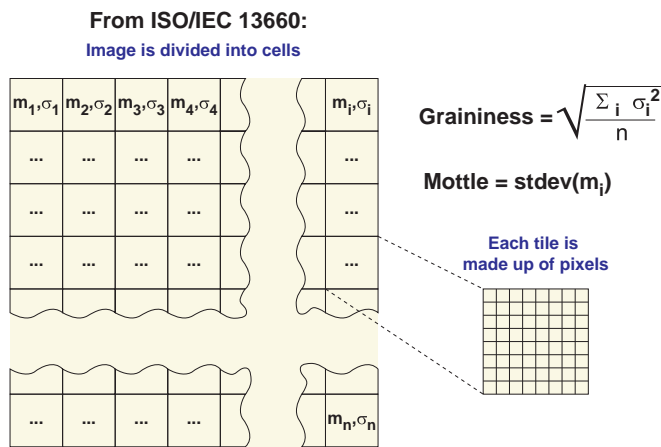 From ISO/IEC 13660:
Image is divided into cells
m₁,σ₁ m₂,σ₂ m₃,σ₃ m₄,σ₄ mᵢ,σᵢ
... ... ... ... ...
... ... ... ... ...
... ... ... ... ...
... ... ... ... mₙ,σₙ
Graininess = √(Σᵢ σᵢ² / n)
Mottle = stdev(mᵢ)
Each tile is
made up of pixels